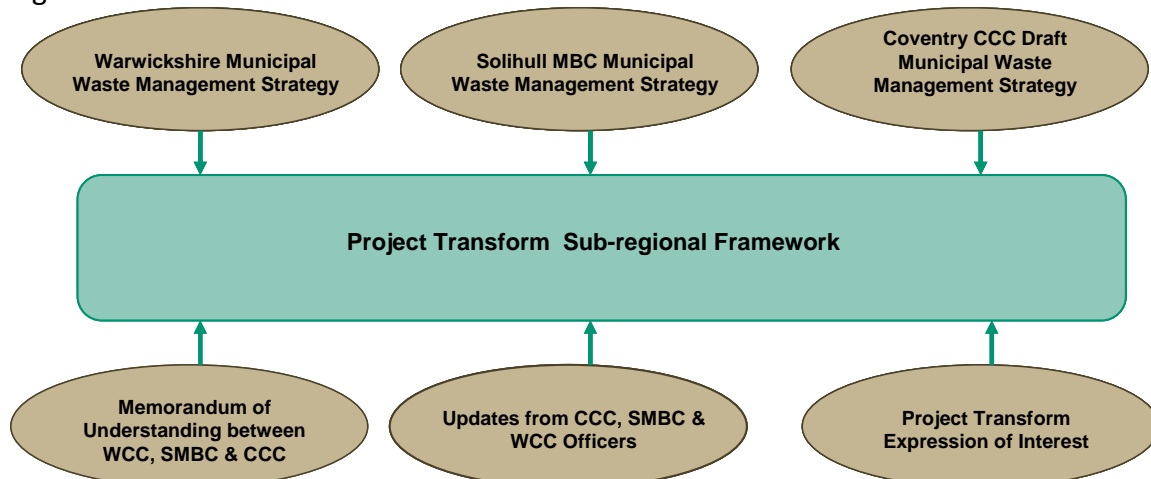 Warwickshire Municipal
Waste Management Strategy
Solihull MBC Municipal
Waste Management Strategy
Coventry CCC Draft
Municipal Waste
Management Strategy
Project Transform Sub-regional Framework
Memorandum of
Understanding between
WCC, SMBC & CCC
Updates from CCC, SMBC &
WCC Officers
Project Transform
Expression of Interest